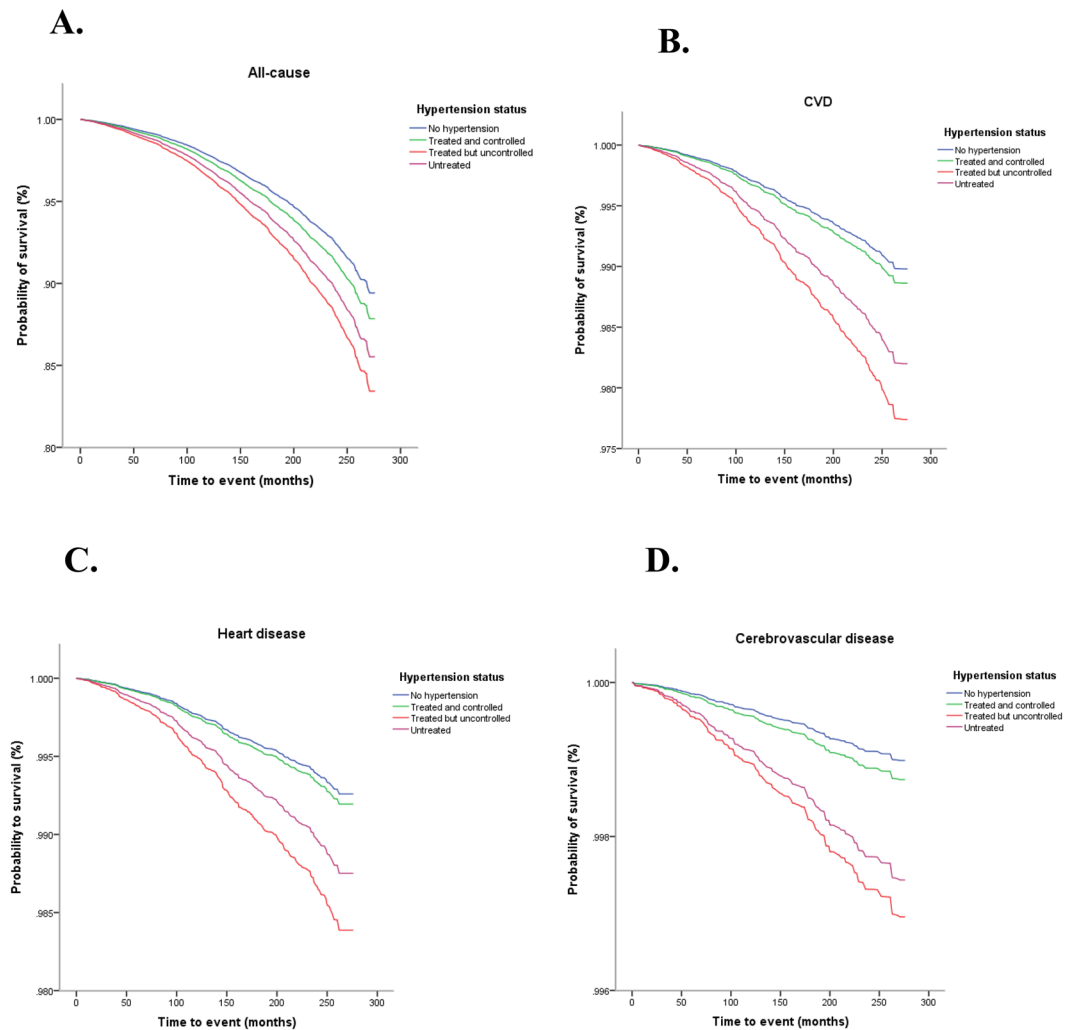 A.
All-cause
Hypertension status
No hypertension
Treated and controlled
Treated but uncontrolled
Untreated
Probability of survival (%)
1.00
.95
.90
.85
.80
0 50 100 150 200 250 300
Time to event (months)
B.
CVD
Hypertension status
No hypertension
Treated and controlled
Treated but uncontrolled
Untreated
Probability of survival (%)
1.000
.995
.990
.985
.980
.975
0 50 100 150 200 250 300
Time to event (months)
C.
Heart disease
Hypertension status
No hypertension
Treated and controlled
Treated but uncontrolled
Untreated
Probability to survival (%)
1.000
.995
.990
.985
.980
0 50 100 150 200 250 300
Time to event (months)
D.
Cerebrovascular disease
Hypertension status
No hypertension
Treated and controlled
Treated but uncontrolled
Untreated
Probability of survival (%)
1.000
.998
.996
0 50 100 150 200 250 300
Time to event (months)